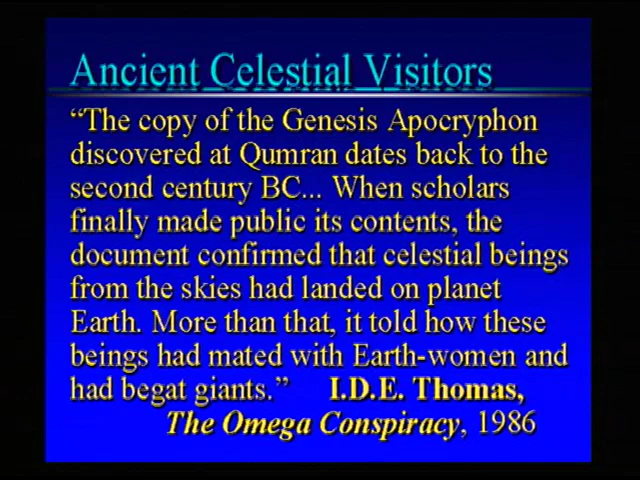 Ancient Celestial Visitors
“The copy of the Genesis Apocryphon
discovered at Qumran dates back to the
second century BC... When scholars
finally made public its contents, the
document confirmed that celestial beings
from the skies had landed on planet
Earth. More than that, it told how these
beings had mated with Earth-women and
had begat giants.” I.D.E. Thomas,
The Omega Conspiracy, 1986